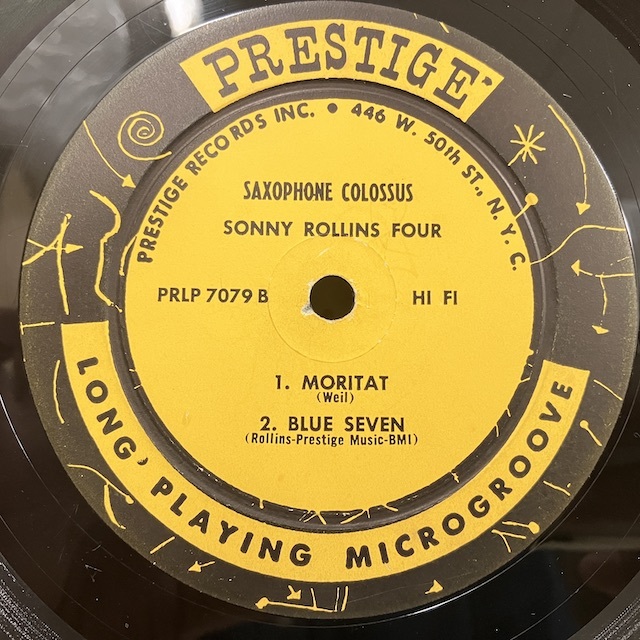 PRESTIGE
PRESTIGE RECORDS INC. • 446 W. 50th ST., N.Y.C.
SAXOPHONE COLOSSUS
SONNY ROLLINS FOUR
PRLP 7079 B HI FI
1. MORITAT
(Weil)
2. BLUE SEVEN
(Rollins-Prestige Music-BMI)
LONG PLAYING MICROGROOVE